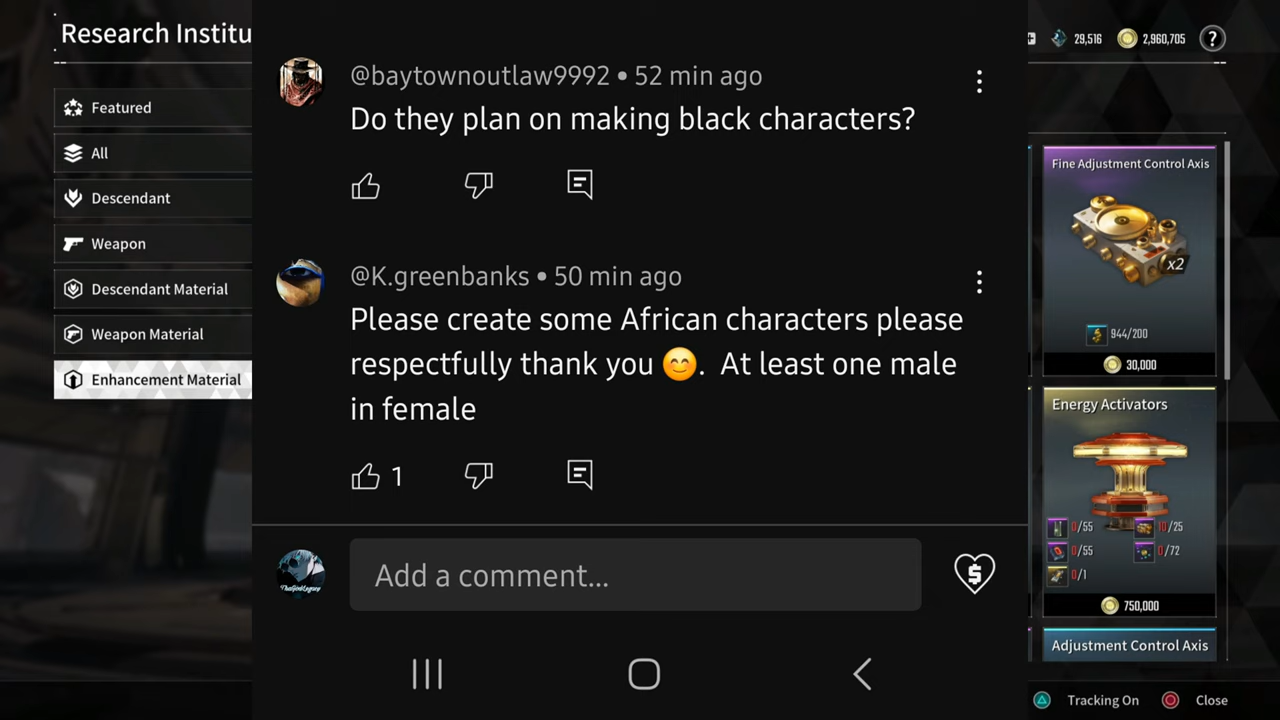 Research Institu
29,516
2,960,705
?
Featured
All
Descendant
Weapon
Descendant Material
Weapon Material
Enhancement Material
@baytownoutlaw9992 • 52 min ago
Do they plan on making black characters?
@K.greenbanks • 50 min ago
Please create some African characters please
respectfully thank you 😊. At least one male
in female
1
Add a comment...
$
Fine Adjustment Control Axis
x2
944/200
30,000
Energy Activators
0/55
10/25
0/55
0/72
0/1
750,000
Adjustment Control Axis
Tracking On
Close